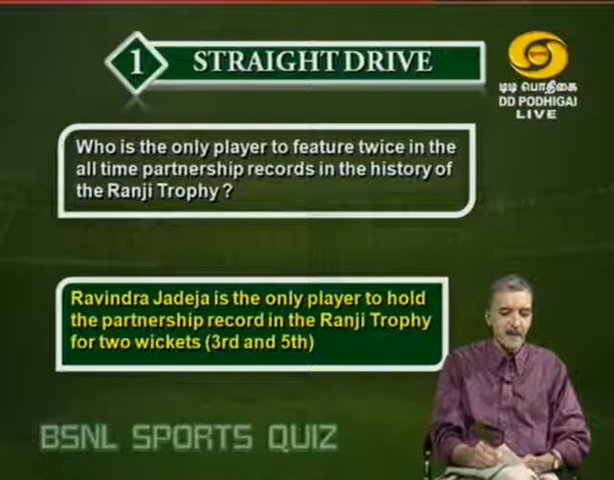 1 STRAIGHT DRIVE
டிடி பொதிகை
DD PODHIGAI
LIVE
Who is the only player to feature twice in the
all time partnership records in the history of
the Ranji Trophy ?
Ravindra Jadeja is the only player to hold
the partnership record in the Ranji Trophy
for two wickets (3rd and 5th)
BSNL SPORTS QUIZ